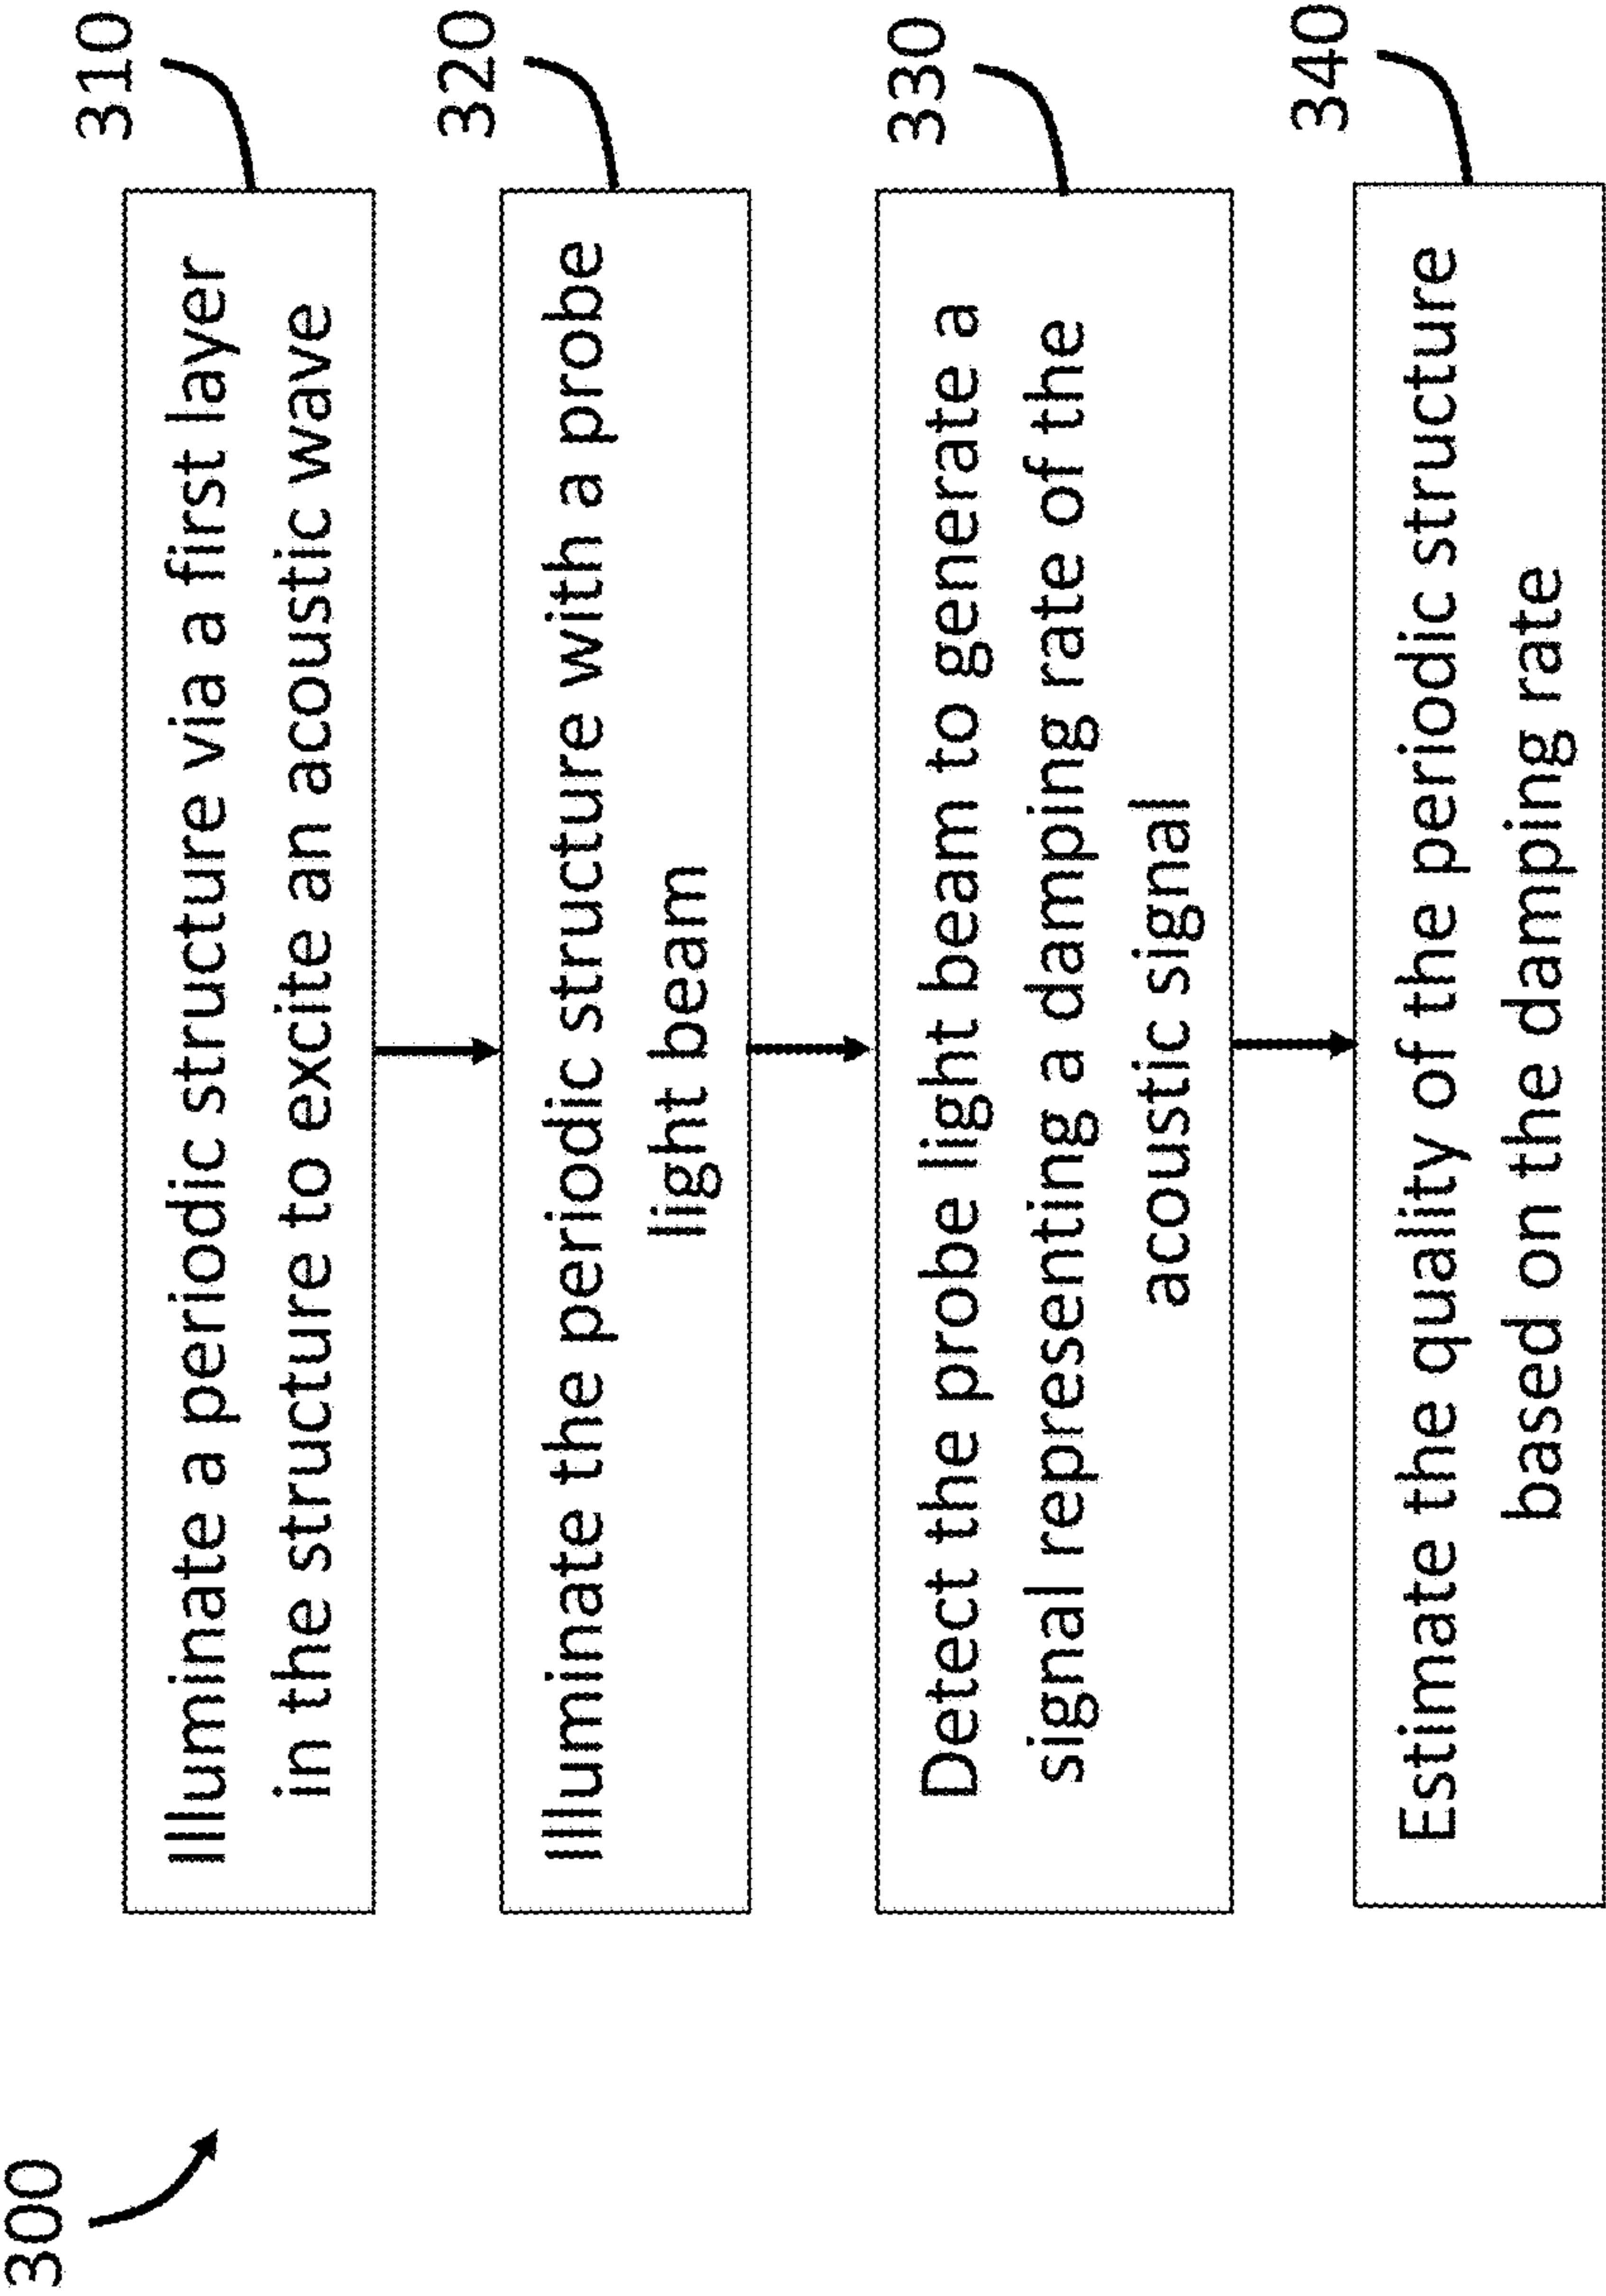 300
310
Illuminate a periodic structure via a first layer
in the structure to excite an acoustic wave
320
Illuminate the periodic structure with a probe
light beam
330
Detect the probe light beam to generate a
signal representing a damping rate of the
acoustic signal
340
Estimate the quality of the periodic structure
based on the damping rate